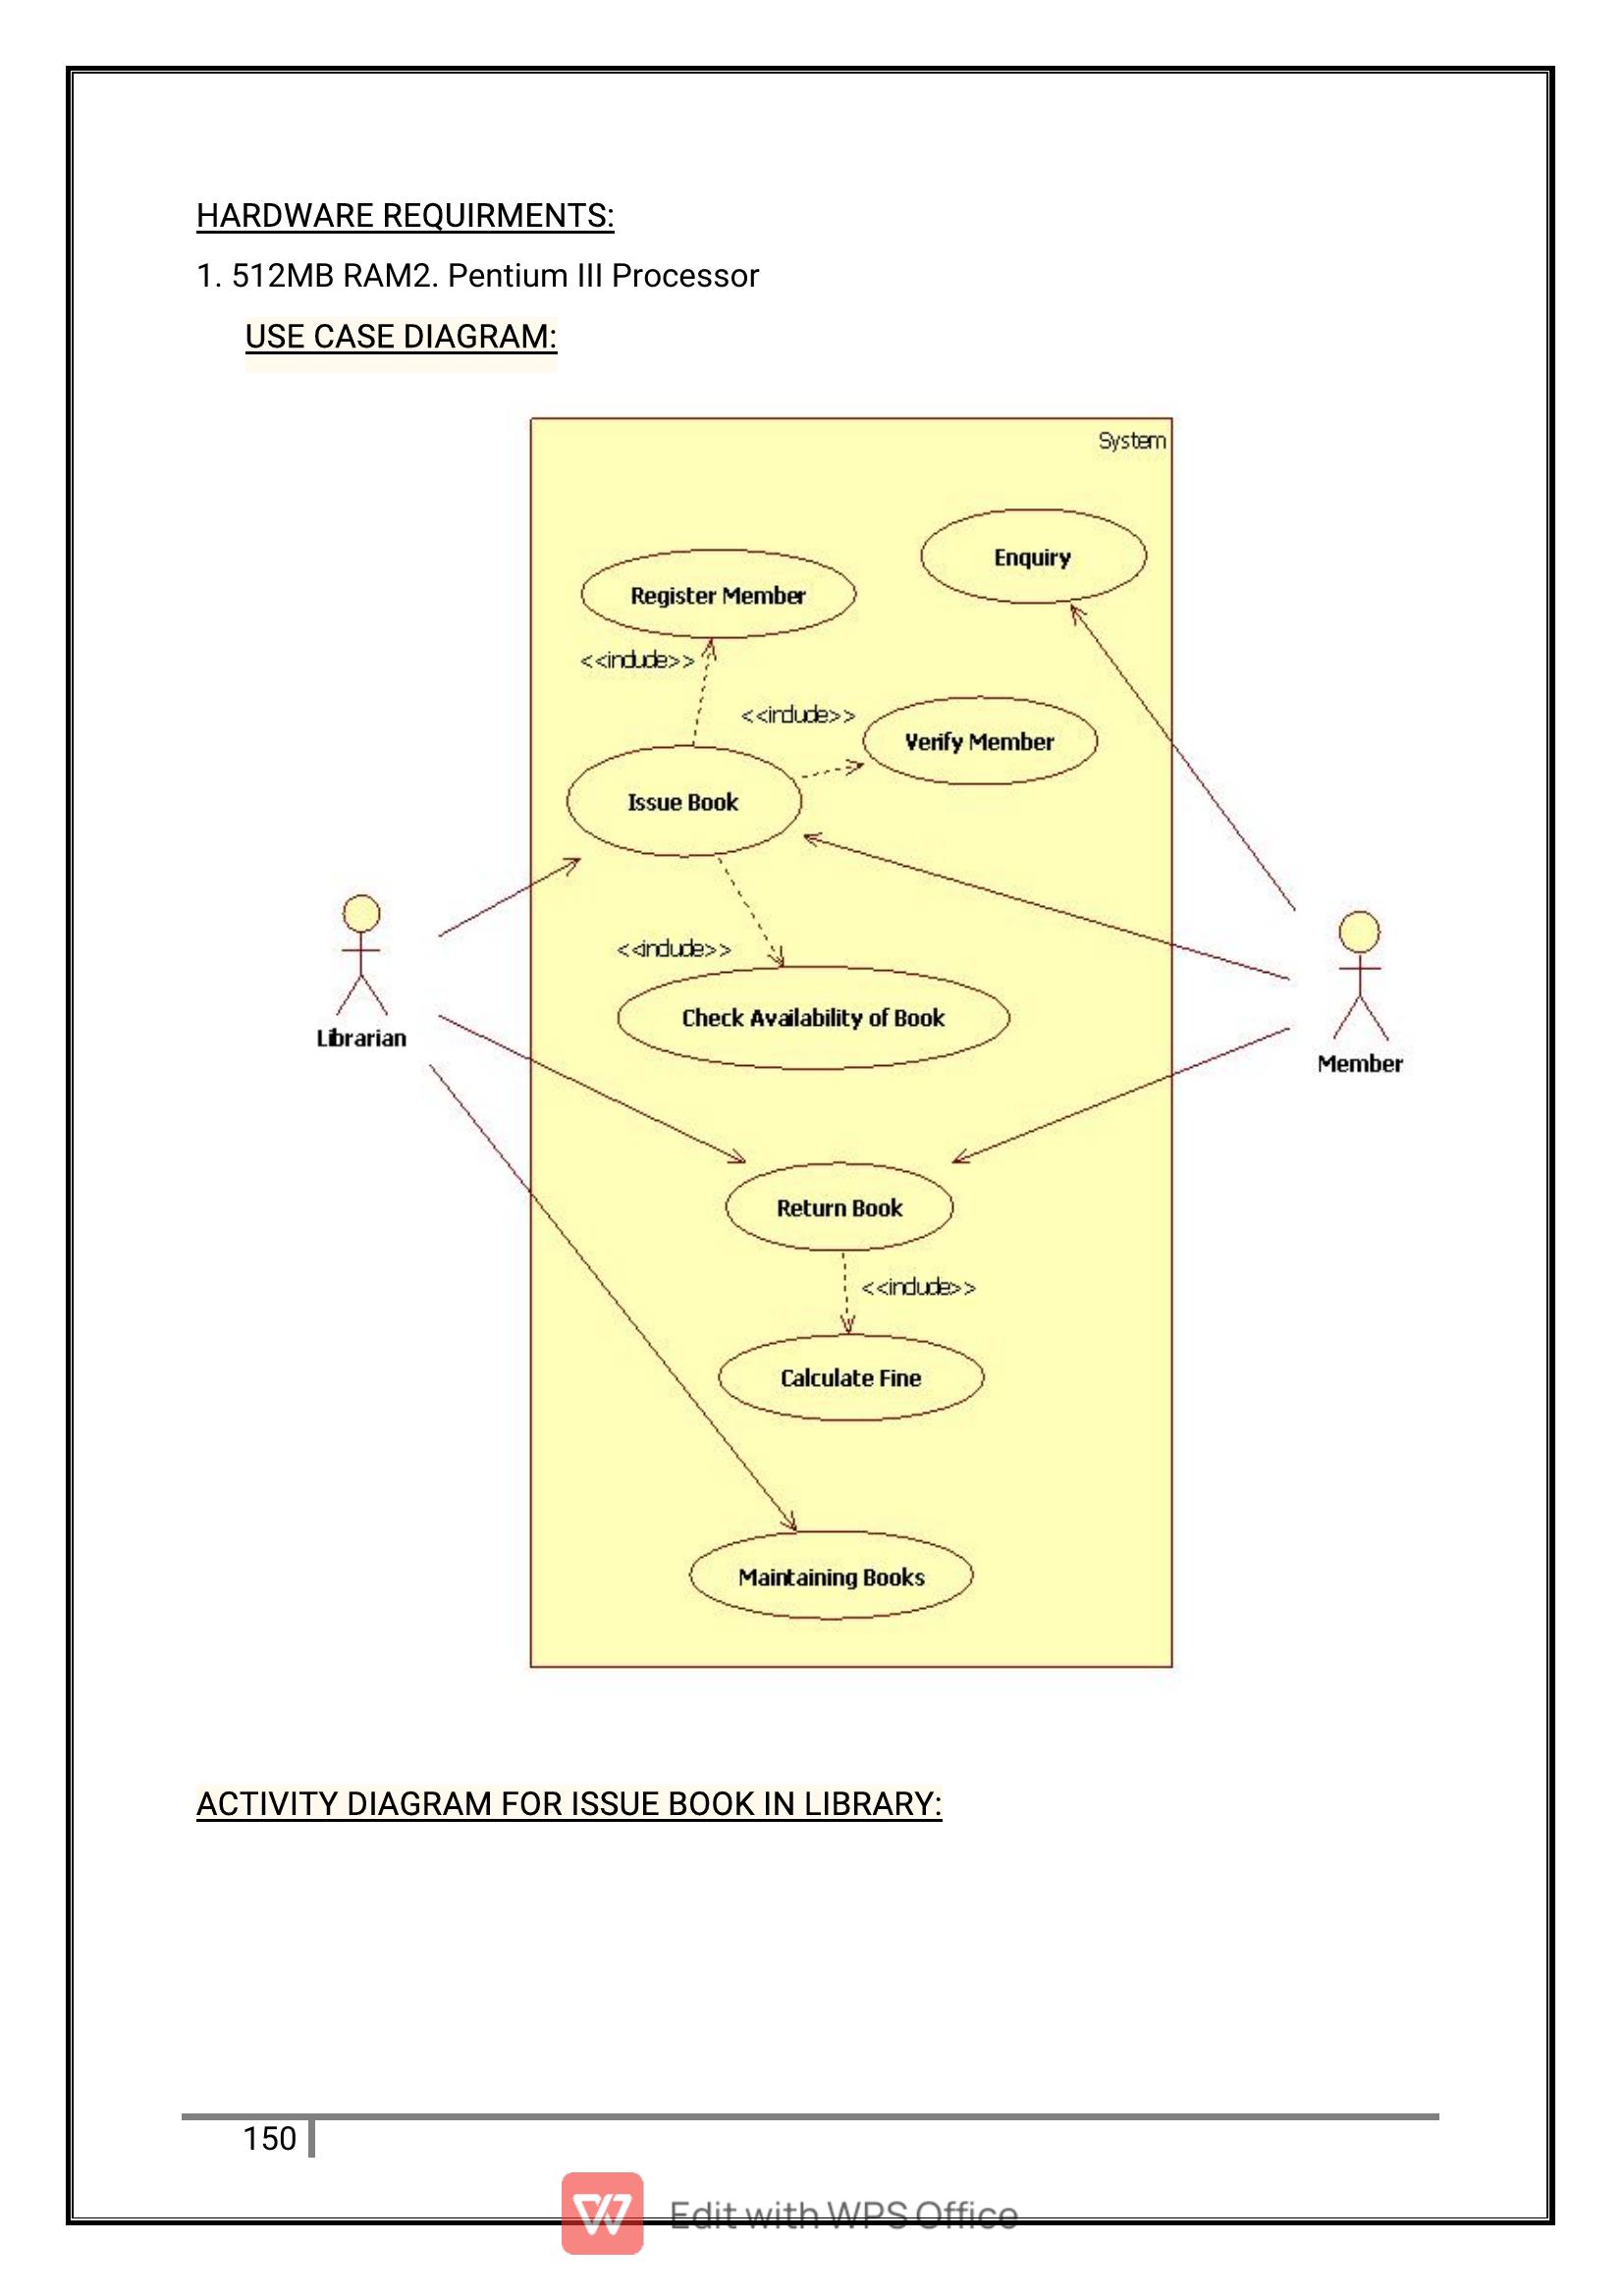 HARDWARE REQUIRMENTS:
1. 512MB RAM2. Pentium III Processor
USE CASE DIAGRAM:
System
Enquiry
Register Member
<<include>>
<<include>>
Verify Member
Issue Book
<<include>>
Check Availability of Book
Librarian
Member
Return Book
<<include>>
Calculate Fine
Maintaining Books
ACTIVITY DIAGRAM FOR ISSUE BOOK IN LIBRARY:
150
Edit with WPS Office